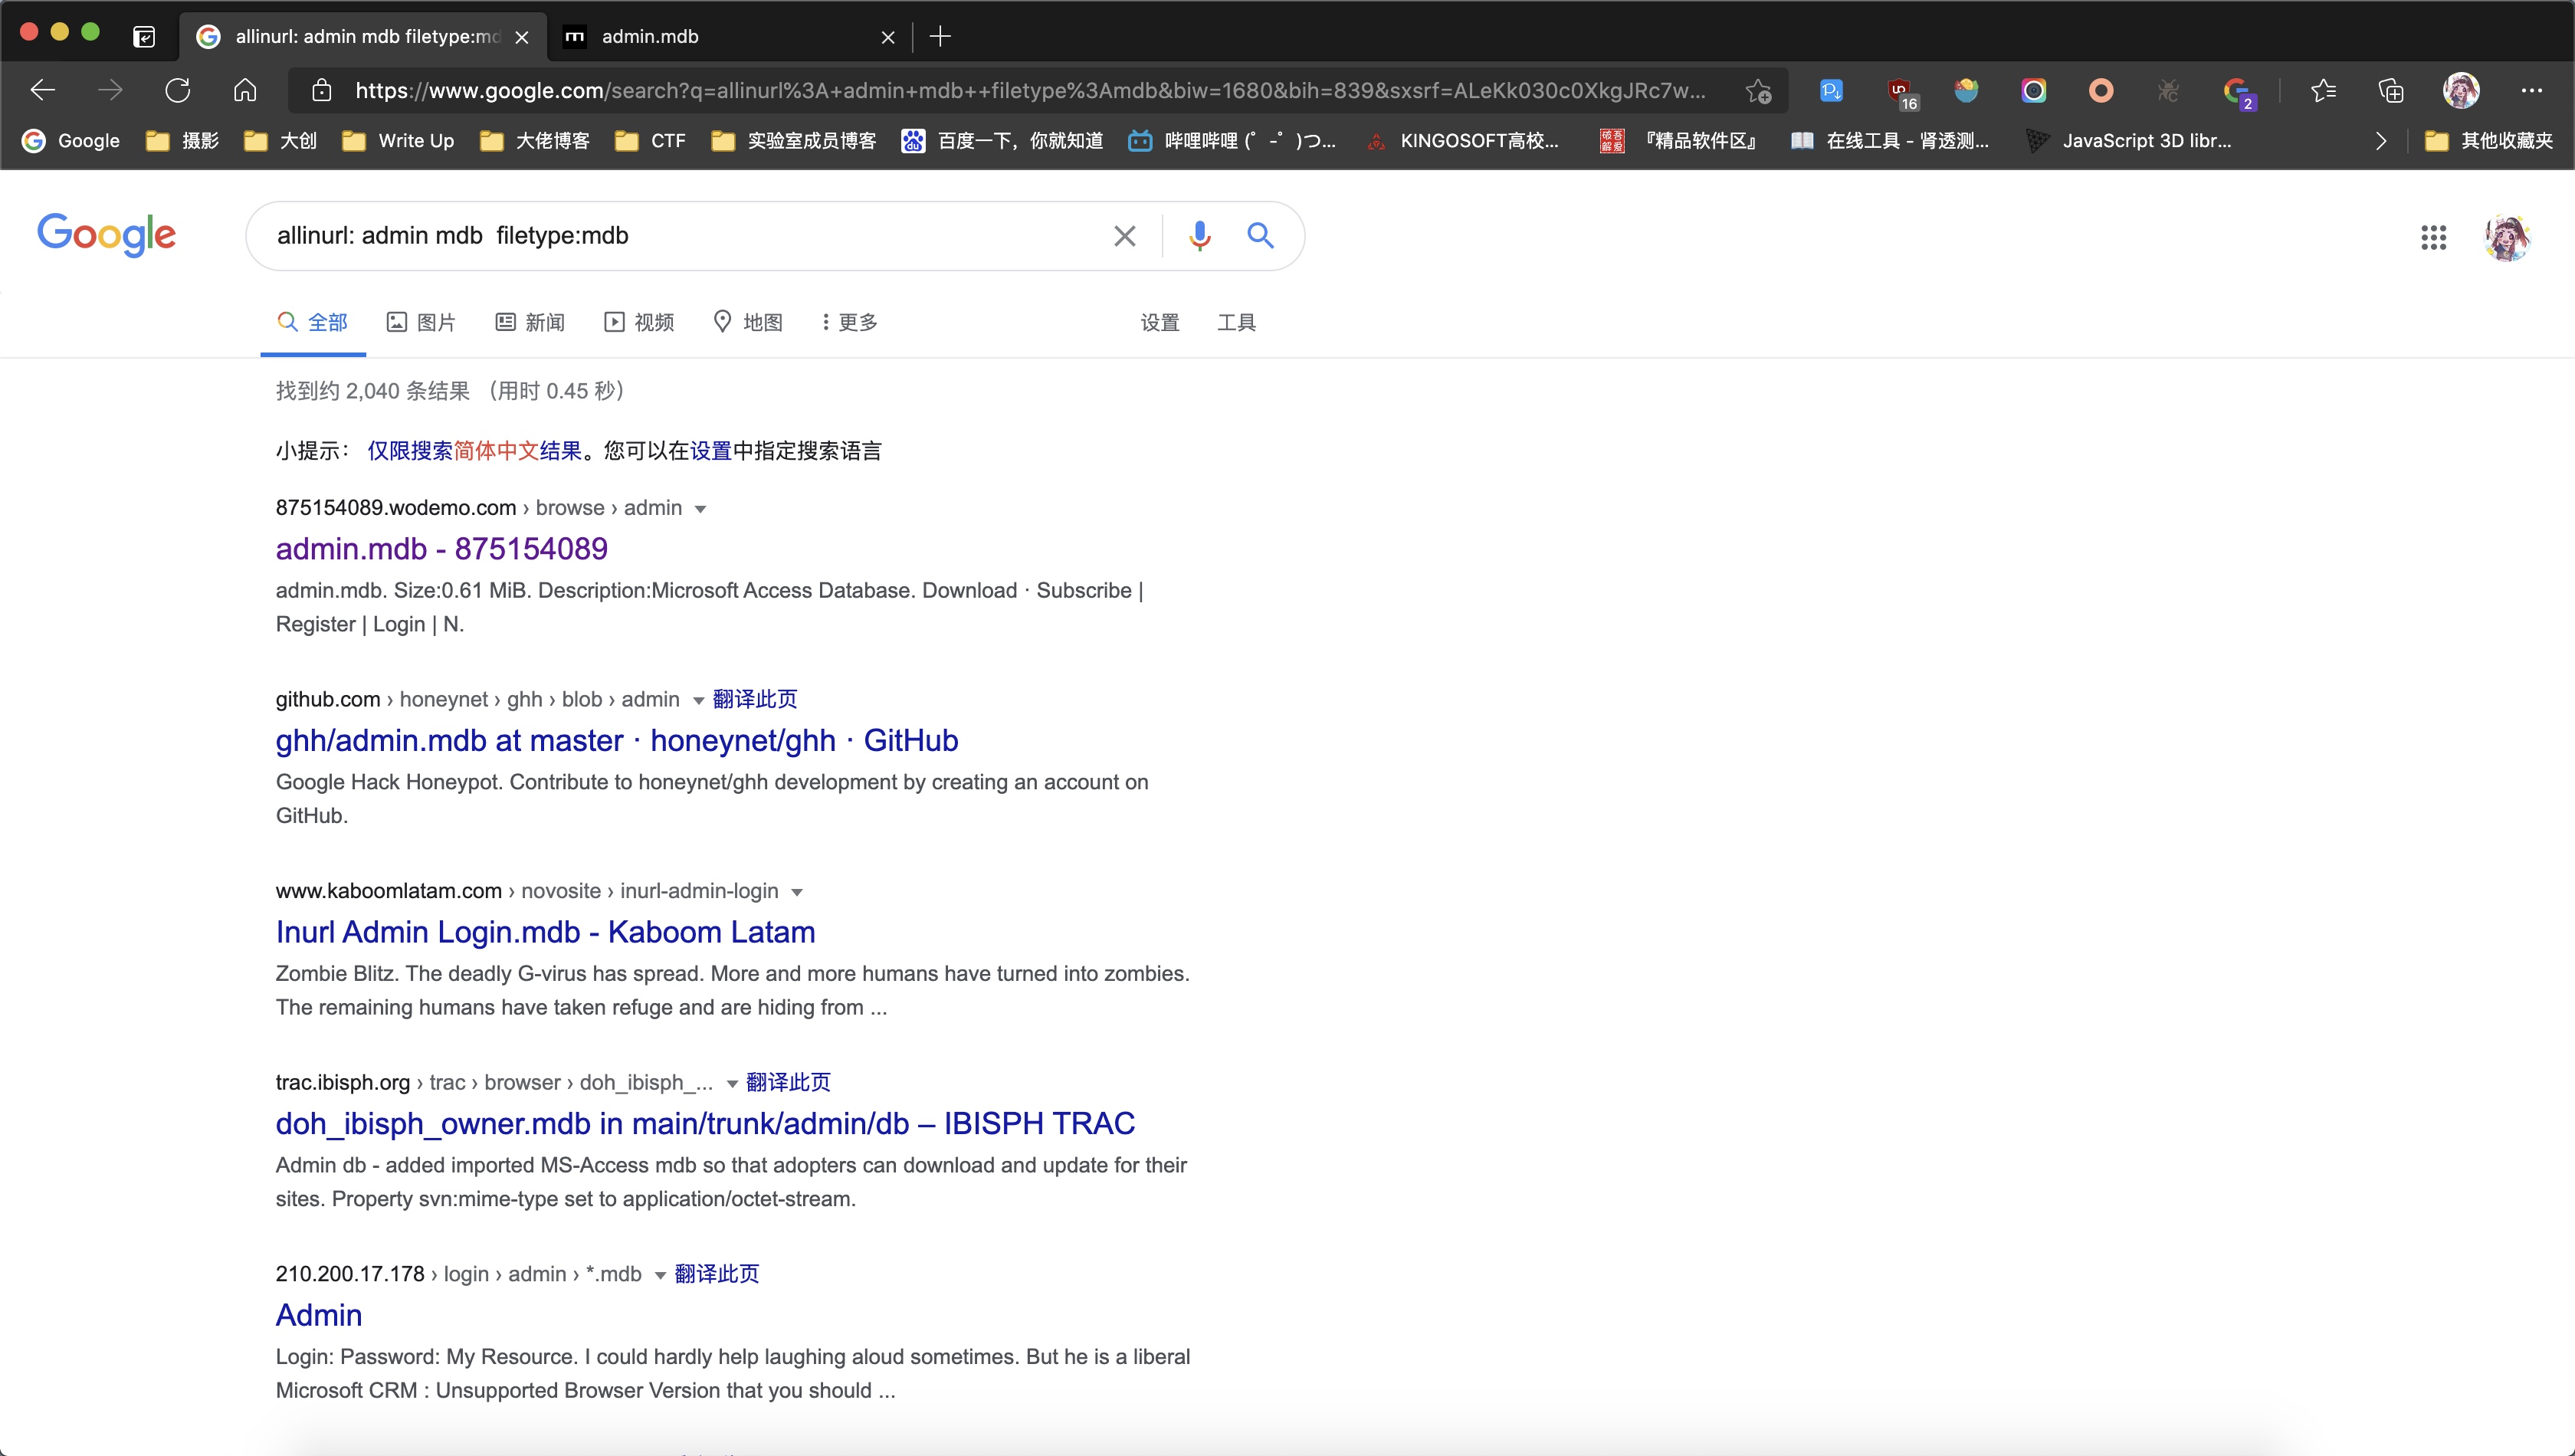 allinurl: admin mdb filetype:md
admin.mdb
https://www.google.com/search?q=allinurl%3A+admin+mdb++filetype%3Amdb&biw=1680&bih=839&sxsrf=ALeKk030c0XkgJRc7w...
16
2
Google 摄影 大创 Write Up 大佬博客 CTF 实验室成员博客 百度一下，你就知道 哔哩哔哩 (゜-゜)つ... KINGOSOFT高校... 『精品软件区』 在线工具 - 肾透测... JavaScript 3D libr... 其他收藏夹
Google
allinurl: admin mdb  filetype:mdb
全部 图片 新闻 视频 地图 更多 设置 工具
找到约 2,040 条结果 （用时 0.45 秒）
小提示： 仅限搜索简体中文结果。您可以在设置中指定搜索语言
875154089.wodemo.com › browse › admin
admin.mdb - 875154089
admin.mdb. Size:0.61 MiB. Description:Microsoft Access Database. Download · Subscribe |
Register | Login | N.
github.com › honeynet › ghh › blob › admin 翻译此页
ghh/admin.mdb at master · honeynet/ghh · GitHub
Google Hack Honeypot. Contribute to honeynet/ghh development by creating an account on
GitHub.
www.kaboomlatam.com › novosite › inurl-admin-login
Inurl Admin Login.mdb - Kaboom Latam
Zombie Blitz. The deadly G-virus has spread. More and more humans have turned into zombies.
The remaining humans have taken refuge and are hiding from ...
trac.ibisph.org › trac › browser › doh_ibisph_... 翻译此页
doh_ibisph_owner.mdb in main/trunk/admin/db – IBISPH TRAC
Admin db - added imported MS-Access mdb so that adopters can download and update for their
sites. Property svn:mime-type set to application/octet-stream.
210.200.17.178 › login › admin › *.mdb 翻译此页
Admin
Login: Password: My Resource. I could hardly help laughing aloud sometimes. But he is a liberal
Microsoft CRM : Unsupported Browser Version that you should ...